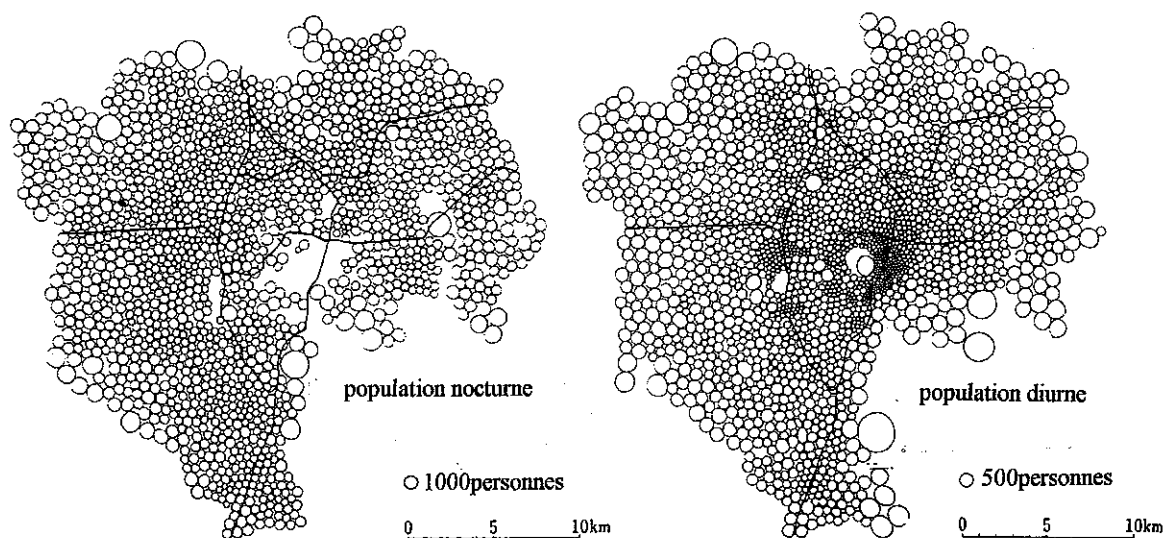 population nocturne
1000personnes
0 5 10km
population diurne
500personnes
0 5 10km